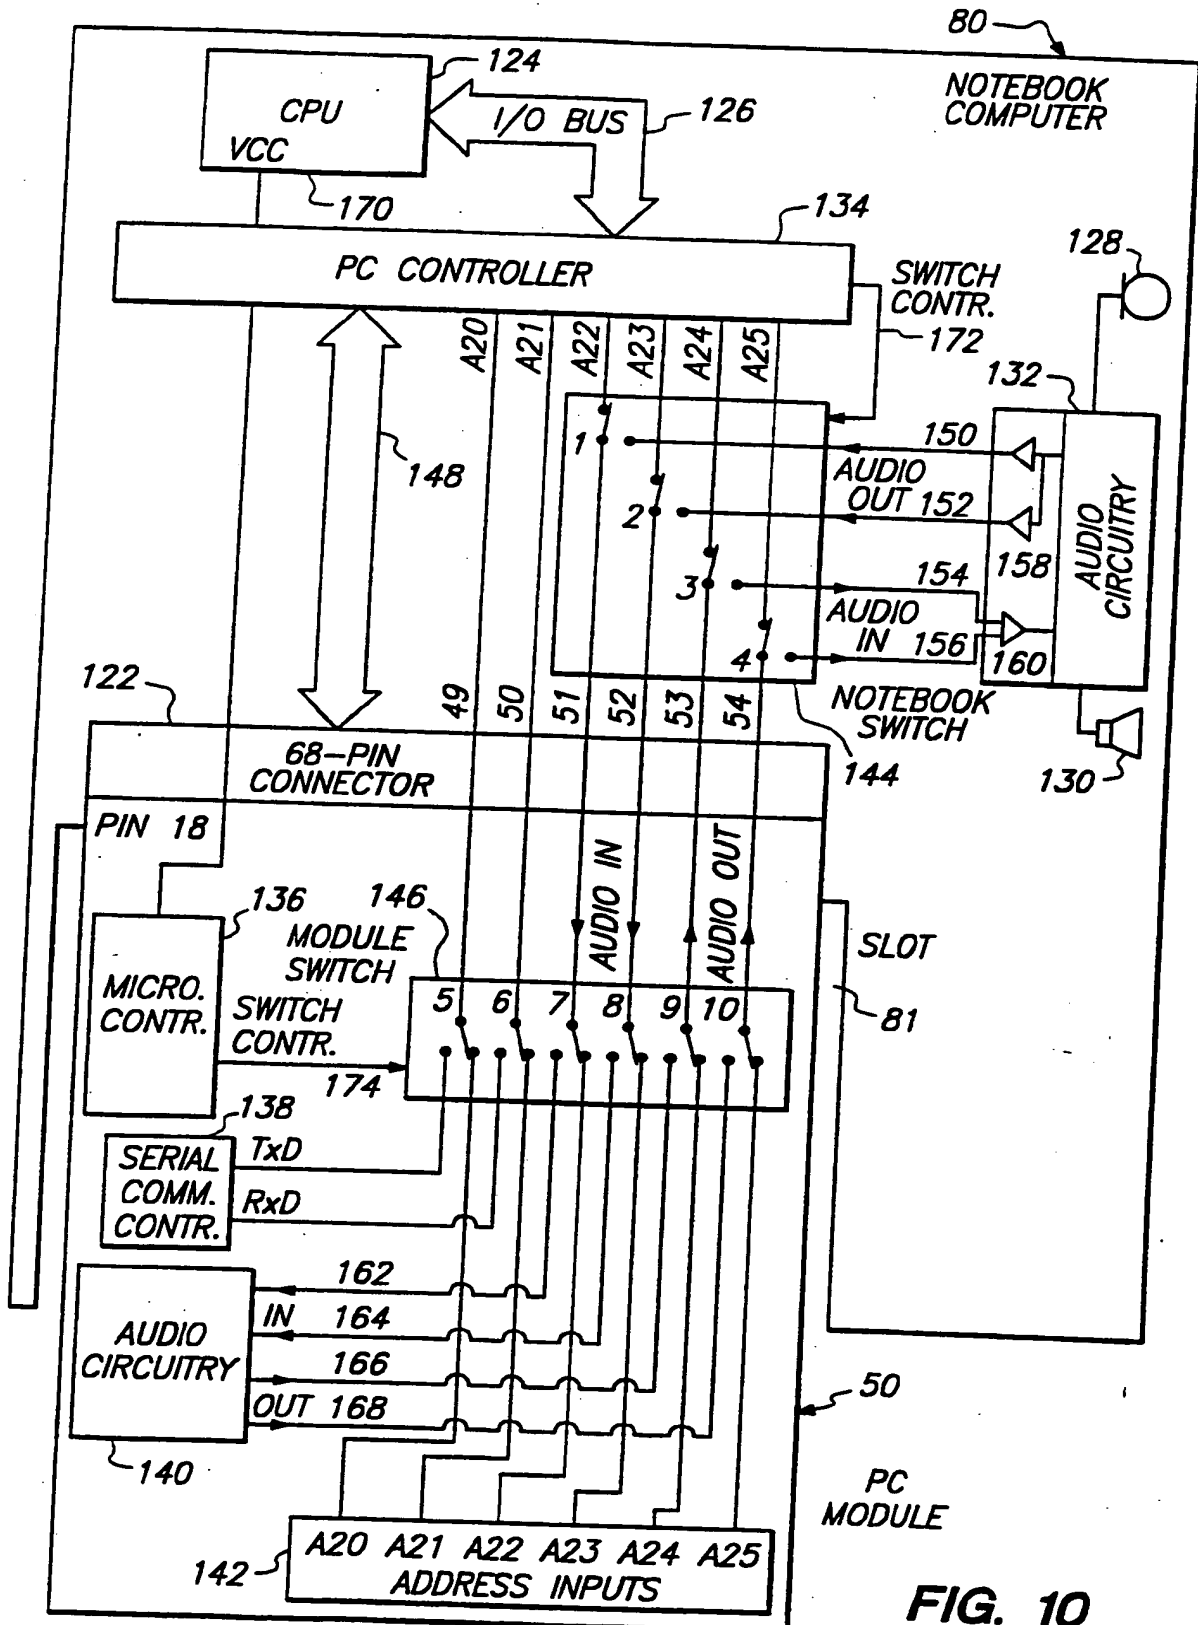 80
NOTEBOOK
COMPUTER
124
CPU
VCC
I/O BUS
126
170
134
PC CONTROLLER
SWITCH
CONTR.
172
128
A20
A21
A22
A23
A24
A25
132
148
1
150
AUDIO
OUT
152
2
158
AUDIO
CIRCUITRY
3
154
AUDIO
IN
156
4
160
122
49
50
51
52
53
54
NOTEBOOK
SWITCH
144
130
68-PIN
CONNECTOR
PIN 18
AUDIO IN
AUDIO OUT
136
146
MODULE
SWITCH
SLOT
81
MICRO.
CONTR.
SWITCH
CONTR.
174
5
6
7
8
9
10
138
SERIAL
COMM.
CONTR.
TxD
RxD
162
IN
164
AUDIO
CIRCUITRY
166
OUT
168
140
50
PC
MODULE
A20 A21 A22 A23 A24 A25
ADDRESS INPUTS
142
FIG. 10